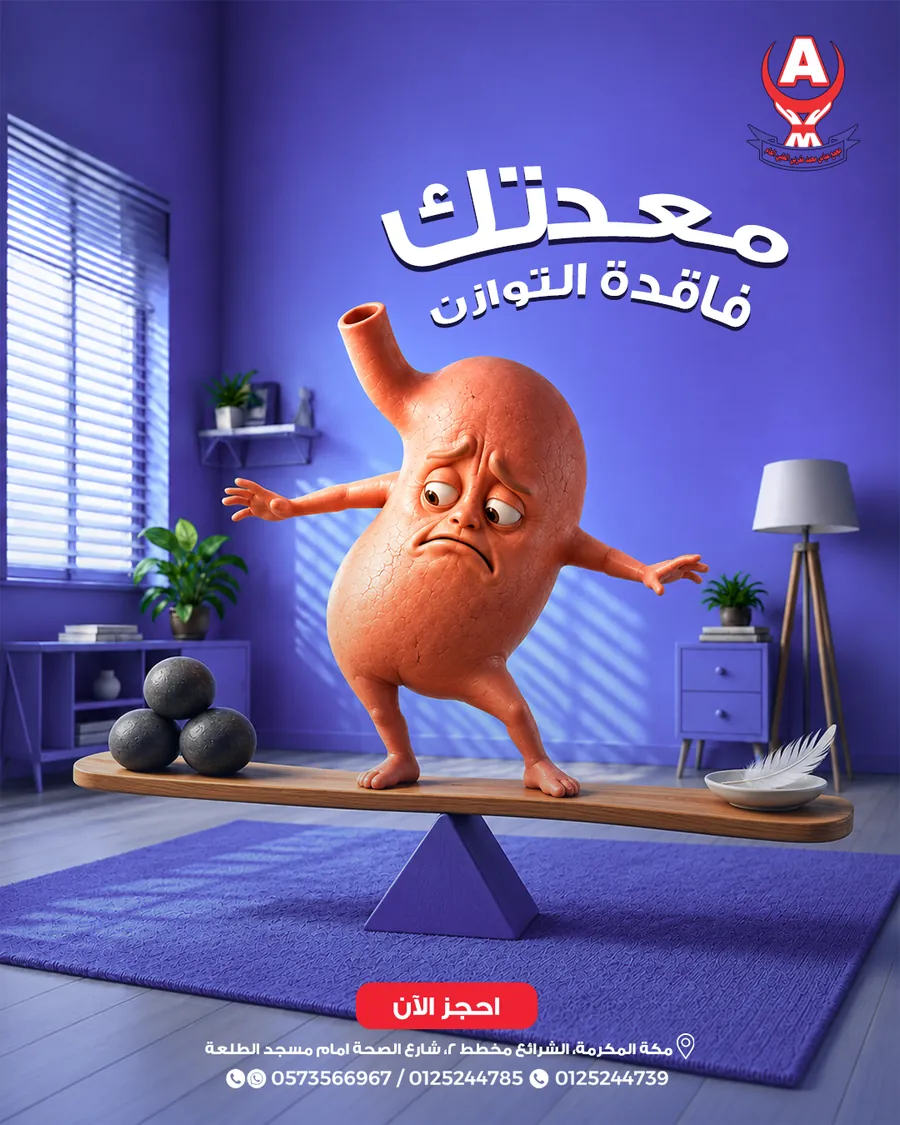 A
M
معدتك
فاقدة التوازن
احجز الآن
مكة المكرمة، الشرائع مخطط ٢، شارع الصحة امام مسجد الطلعة
0573566967 / 0125244785 0125244739